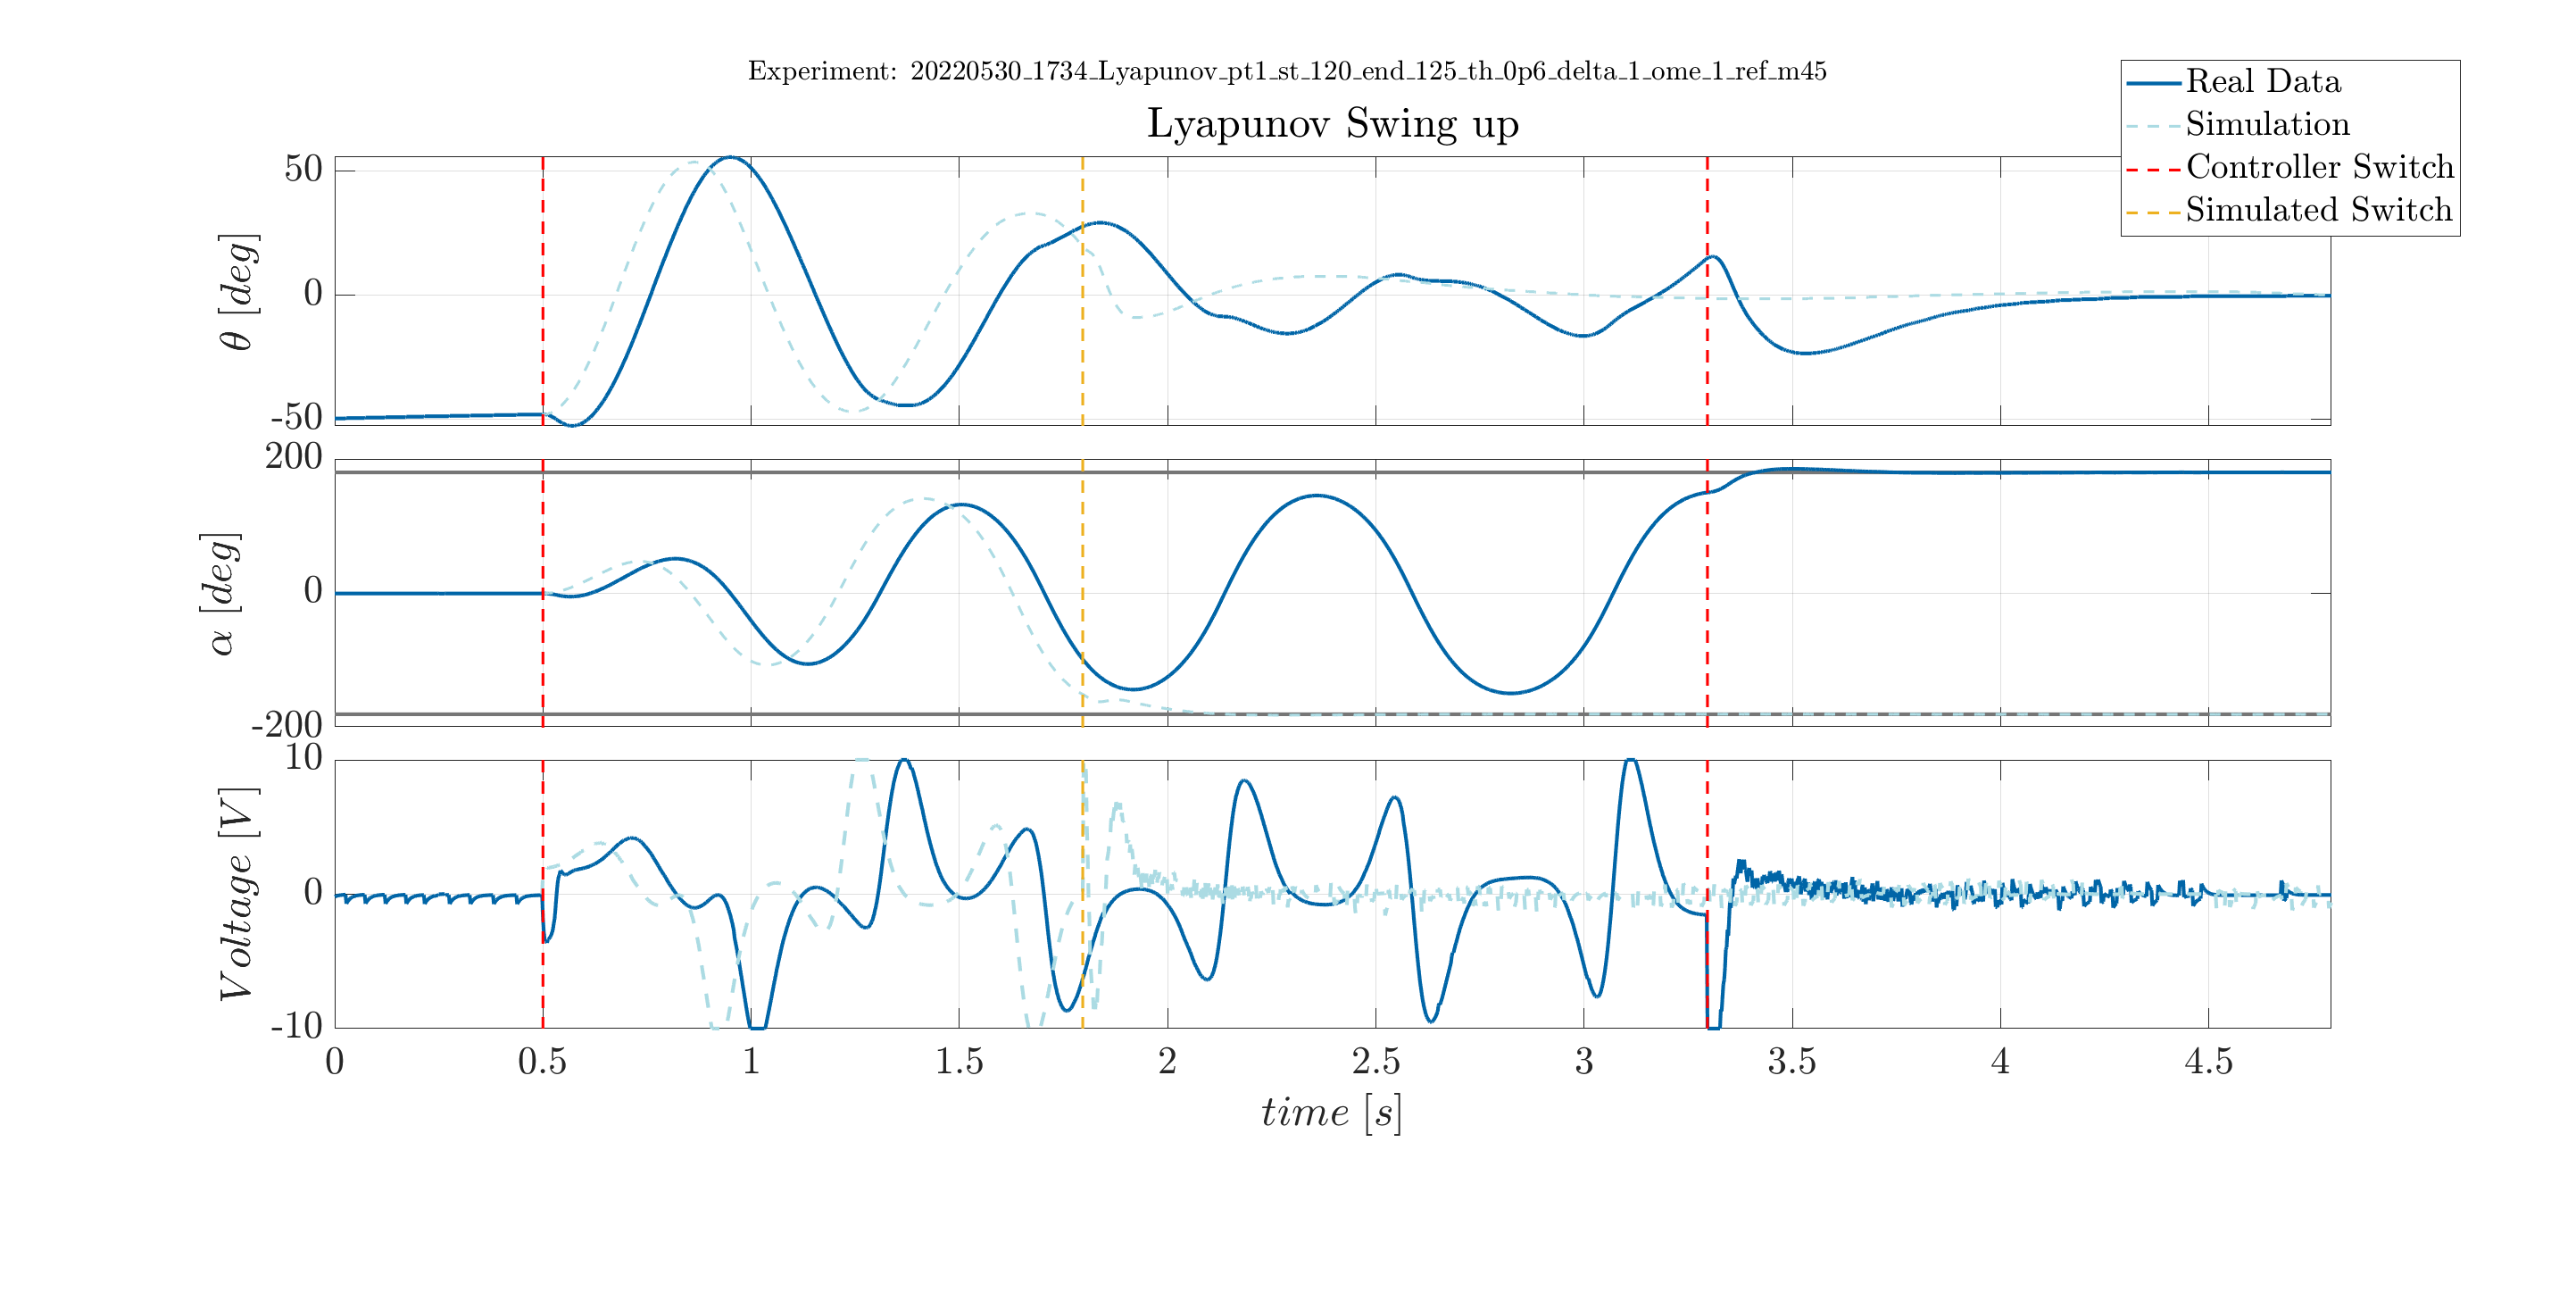 Experiment: 20220530_1734_Lyapunov_pt1_st_120_end_125_th_0p6_delta_1_ome_1_ref_m45
Lyapunov Swing up
Real Data
Simulation
Controller Switch
Simulated Switch
50
0
-50
θ [deg]
200
0
-200
α [deg]
10
0
-10
Voltage [V]
0 0.5 1 1.5 2 2.5 3 3.5 4 4.5
time [s]